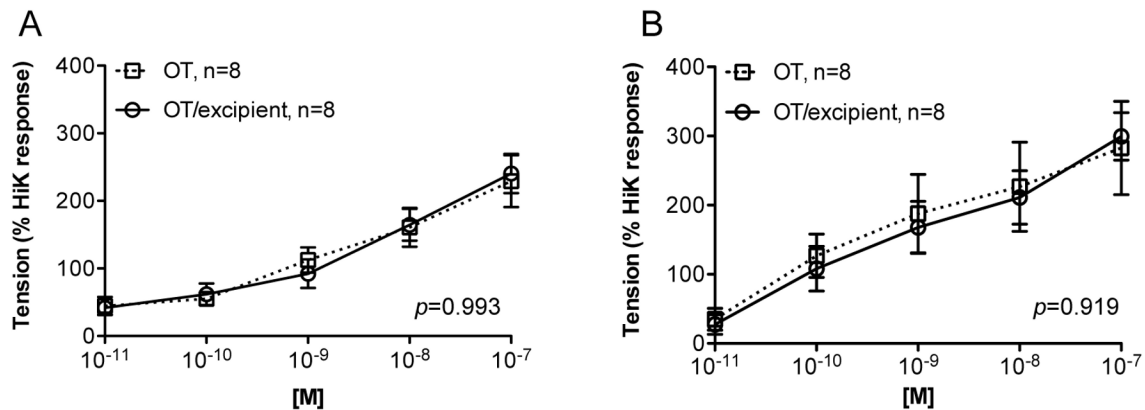 A
OT, n=8
OT/excipient, n=8
Tension (% HiK response)
400
300
200
100
0
p=0.993
10⁻¹¹ 10⁻¹⁰ 10⁻⁹ 10⁻⁸ 10⁻⁷
[M]
B
OT, n=8
OT/excipient, n=8
Tension (% HiK response)
400
300
200
100
0
p=0.919
10⁻¹¹ 10⁻¹⁰ 10⁻⁹ 10⁻⁸ 10⁻⁷
[M]